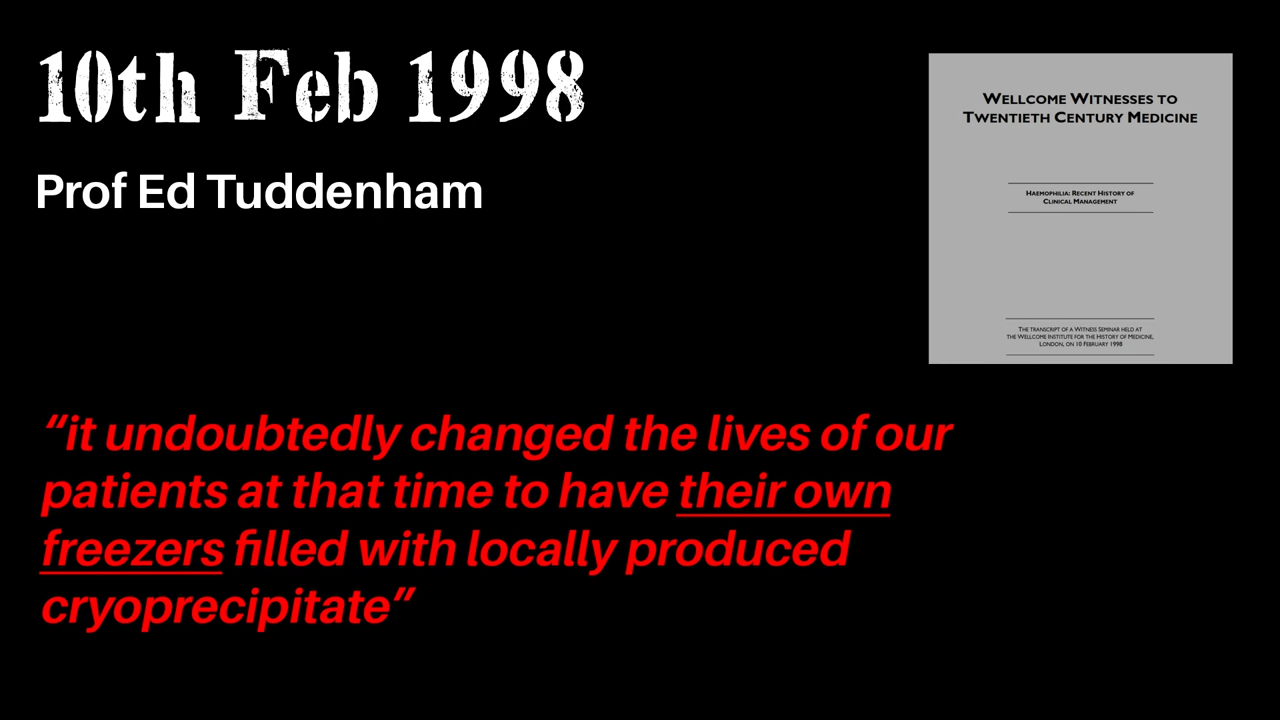 10th Feb 1998
Prof Ed Tuddenham
WELLCOME WITNESSES TO
TWENTIETH CENTURY MEDICINE
HAEMOPHILIA: RECENT HISTORY OF
CLINICAL MANAGEMENT
THE TRANSCRIPT OF A WITNESS SEMINAR HELD AT
THE WELLCOME INSTITUTE FOR THE HISTORY OF MEDICINE,
LONDON, ON 10 FEBRUARY 1998
“it undoubtedly changed the lives of our
patients at that time to have their own
freezers filled with locally produced
cryoprecipitate”